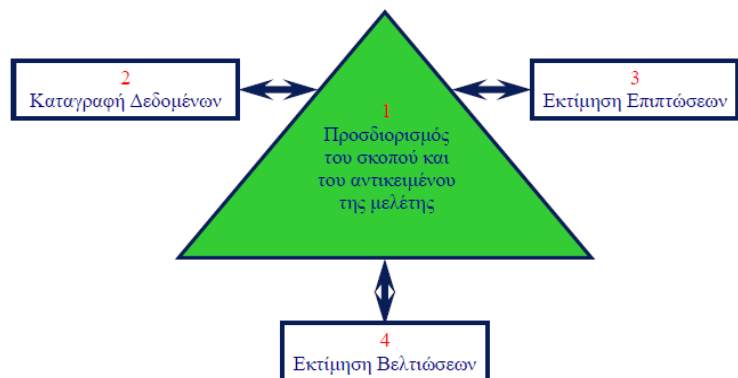 2
Καταγραφή Δεδομένων
3
Εκτίμηση Επιπτώσεων
1
Προσδιορισμός
του σκοπού και
του αντικειμένου
της μελέτης
4
Εκτίμηση Βελτιώσεων